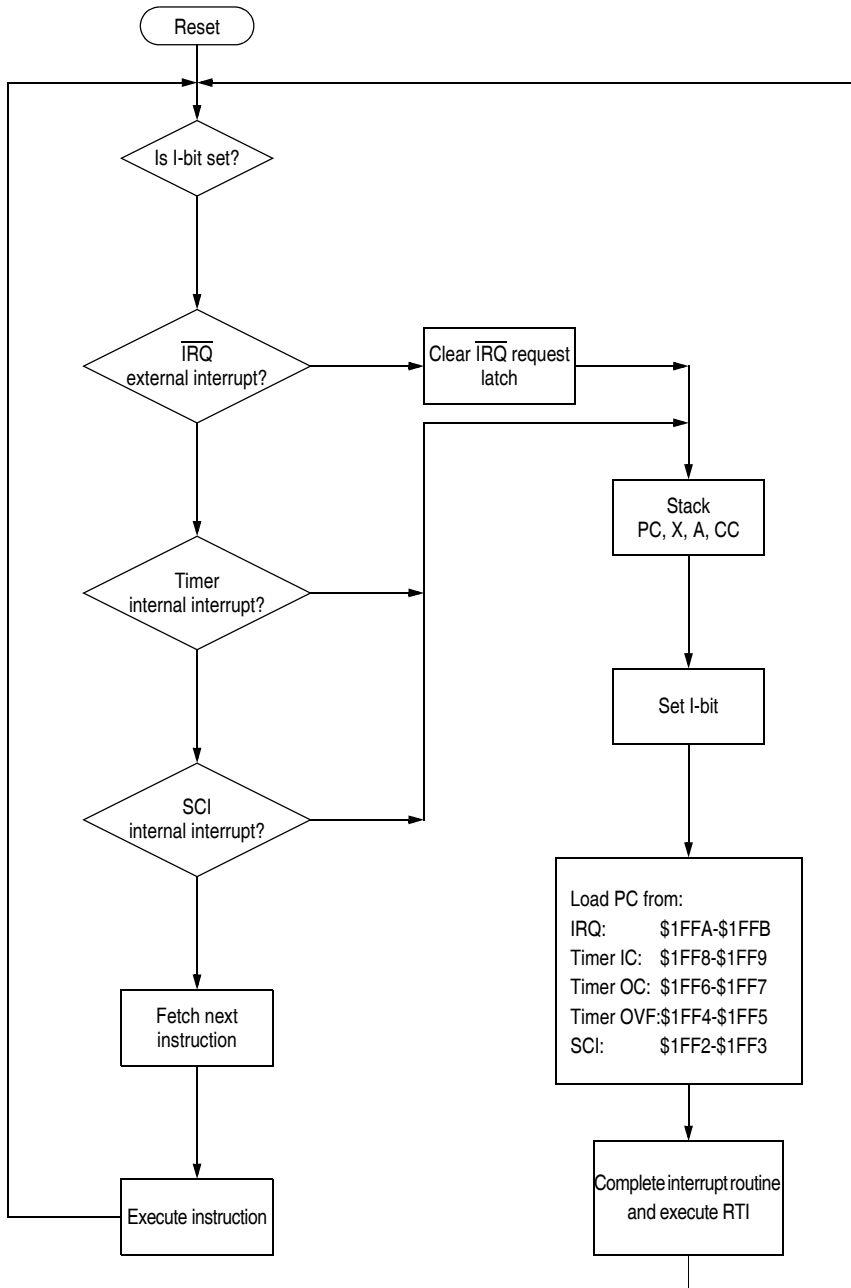 Reset
Is I-bit set?
IRQ
external interrupt?
Clear IRQ request
latch
Stack
PC, X, A, CC
Timer
internal interrupt?
Set I-bit
SCI
internal interrupt?
Load PC from:
IRQ: $1FFA-$1FFB
Timer IC: $1FF8-$1FF9
Timer OC: $1FF6-$1FF7
Timer OVF:$1FF4-$1FF5
SCI: $1FF2-$1FF3
Fetch next
instruction
Execute instruction
Complete interrupt routine
and execute RTI